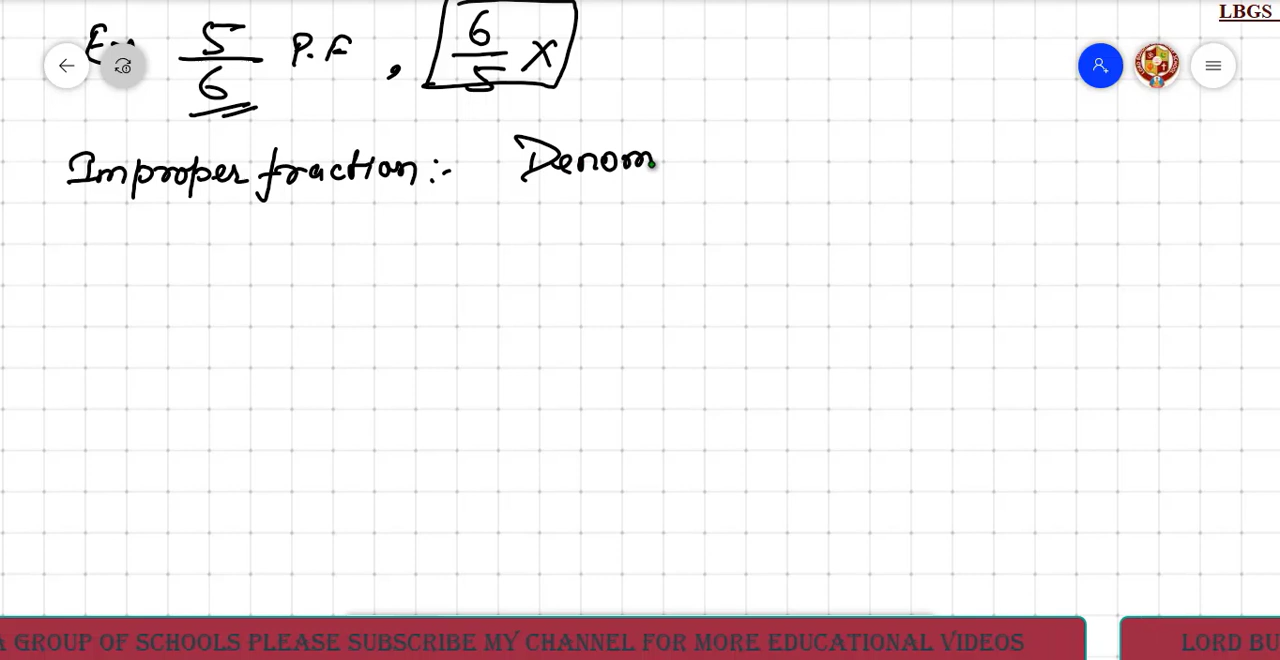 LBGS
Ex:- 5/6 P.F , 6/5 X
Improper fraction :- Denom
A GROUP OF SCHOOLS PLEASE SUBSCRIBE MY CHANNEL FOR MORE EDUCATIONAL VIDEOS LORD BU